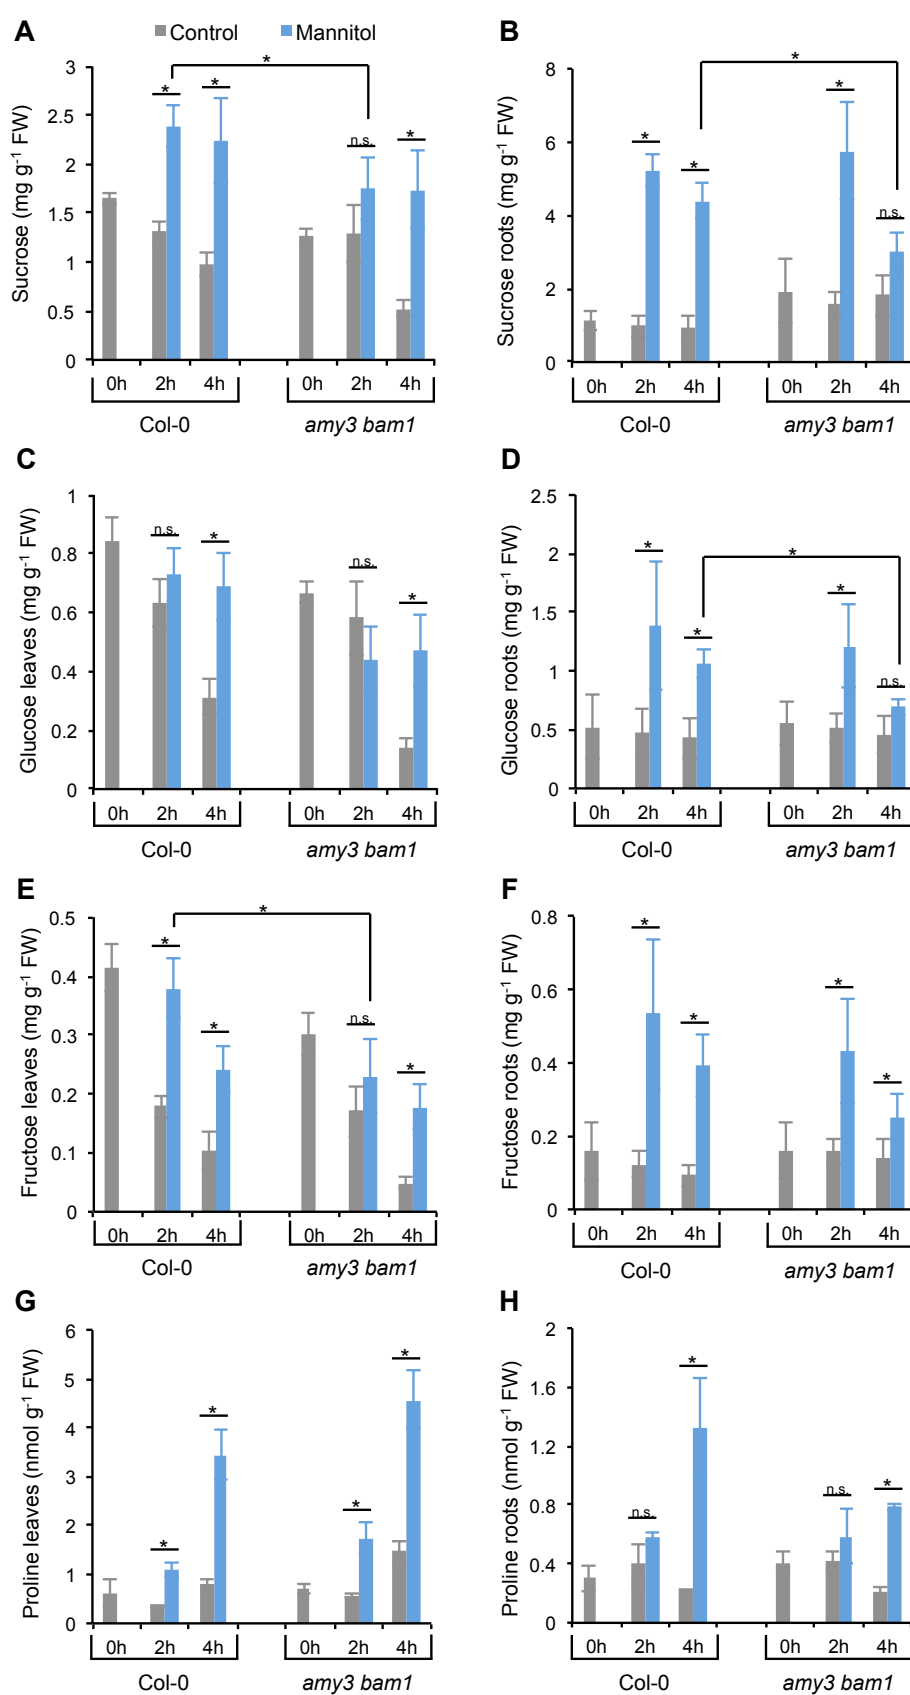 A
Control
Mannitol
Sucrose (mg g-1 FW)
3
2.5
2
1.5
1
0.5
0
*
*
*
n.s.
*
0h
2h
4h
0h
2h
4h
Col-0
amy3 bam1
B
Sucrose roots (mg g-1 FW)
8
6
4
2
0
*
*
*
*
n.s.
0h
2h
4h
0h
2h
4h
Col-0
amy3 bam1
C
Glucose leaves (mg g-1 FW)
1
0.8
0.6
0.4
0.2
0
n.s.
*
n.s.
*
0h
2h
4h
0h
2h
4h
Col-0
amy3 bam1
D
Glucose roots (mg g-1 FW)
2.5
2
1.5
1
0.5
0
*
*
*
*
n.s.
0h
2h
4h
0h
2h
4h
Col-0
amy3 bam1
E
Fructose leaves (mg g-1 FW)
0.5
0.4
0.3
0.2
0.1
0
*
*
*
n.s.
*
0h
2h
4h
0h
2h
4h
Col-0
amy3 bam1
F
Fructose roots (mg g-1 FW)
0.8
0.6
0.4
0.2
0
*
*
*
*
0h
2h
4h
0h
2h
4h
Col-0
amy3 bam1
G
Proline leaves (nmol g-1 FW)
6
5
4
3
2
1
0
*
*
*
*
0h
2h
4h
0h
2h
4h
Col-0
amy3 bam1
H
Proline roots (nmol g-1 FW)
2
1.6
1.2
0.8
0.4
0
n.s.
*
n.s.
*
0h
2h
4h
0h
2h
4h
Col-0
amy3 bam1